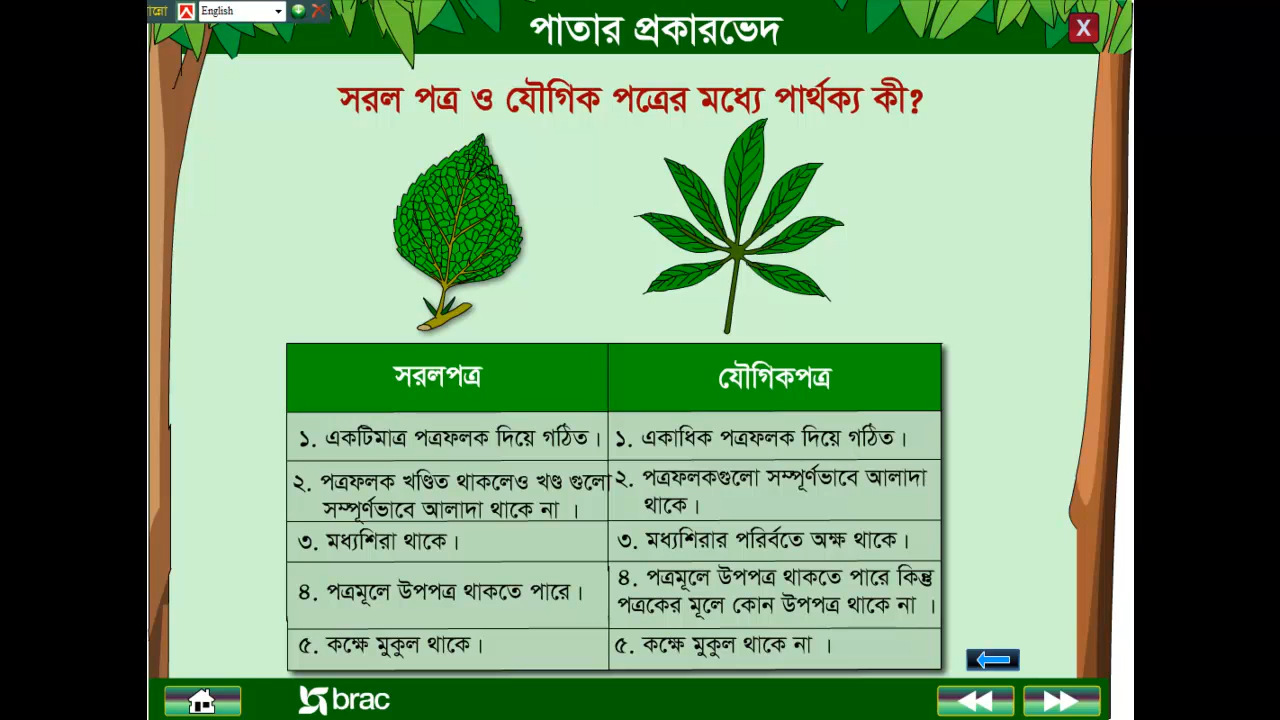 English
পাতার প্রকারভেদ
X
সরল পত্র ও যৌগিক পত্রের মধ্যে পার্থক্য কী?
সরলপত্র
যৌগিকপত্র
১. একটিমাত্র পত্রফলক দিয়ে গঠিত।
১. একাধিক পত্রফলক দিয়ে গঠিত।
২. পত্রফলক খণ্ডিত থাকলেও খণ্ড গুলো
সম্পূর্ণভাবে আলাদা থাকে না ।
২. পত্রফলকগুলো সম্পূর্ণভাবে আলাদা
থাকে।
৩. মধ্যশিরা থাকে।
৩. মধ্যশিরার পরির্বতে অক্ষ থাকে।
৪. পত্রমূলে উপপত্র থাকতে পারে।
৪. পত্রমূলে উপপত্র থাকতে পারে কিন্তু
পত্রকের মূলে কোন উপপত্র থাকে না ।
৫. কক্ষে মুকুল থাকে।
৫. কক্ষে মুকুল থাকে না ।
brac